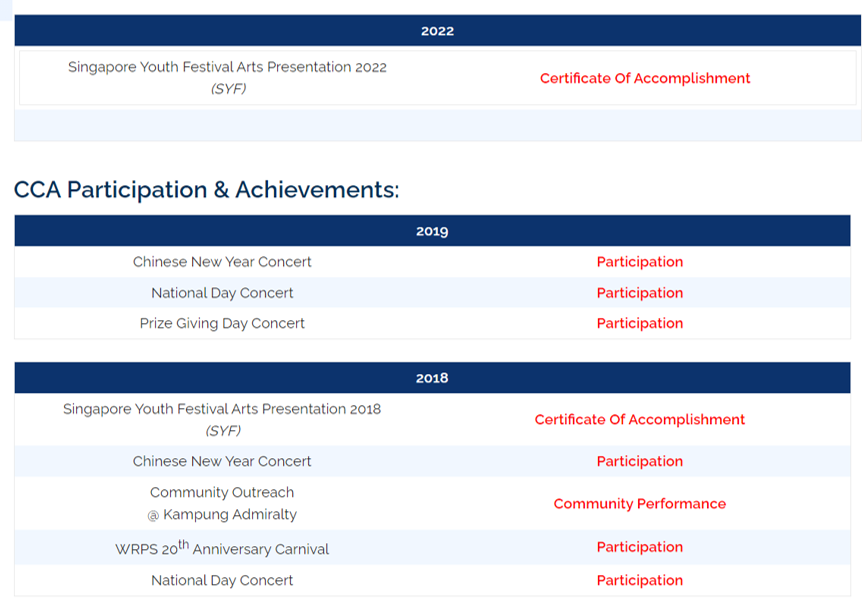 2022
Singapore Youth Festival Arts Presentation 2022
(SYF)
Certificate Of Accomplishment
CCA Participation & Achievements:
2019
Chinese New Year Concert
Participation
National Day Concert
Participation
Prize Giving Day Concert
Participation
2018
Singapore Youth Festival Arts Presentation 2018
(SYF)
Certificate Of Accomplishment
Chinese New Year Concert
Participation
Community Outreach
@ Kampung Admiralty
Community Performance
WRPS 20th Anniversary Carnival
Participation
National Day Concert
Participation